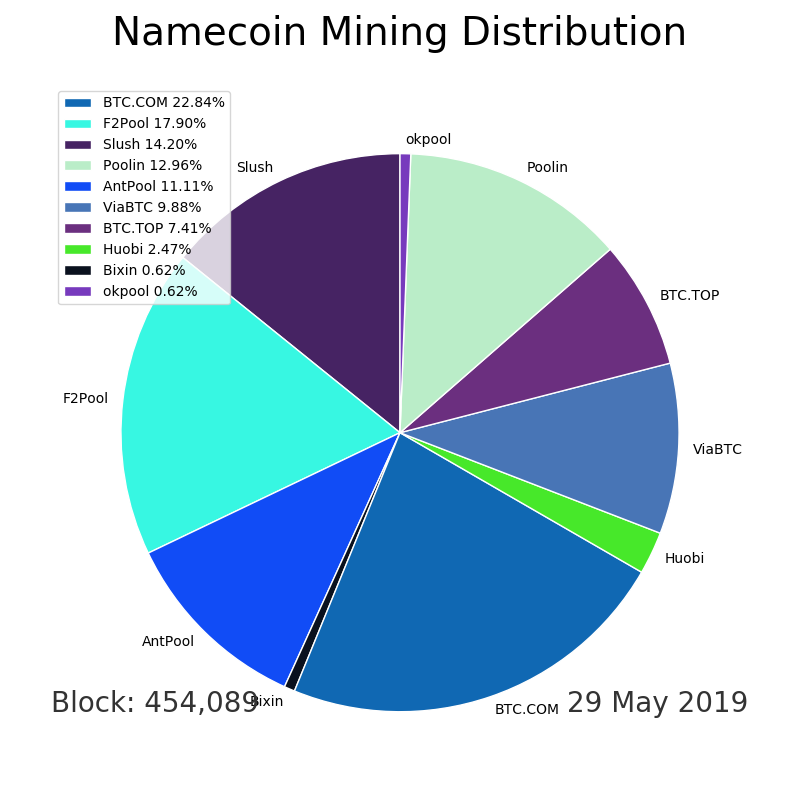 Namecoin Mining Distribution
BTC.COM 22.84%
F2Pool 17.90%
Slush 14.20%
Poolin 12.96%
AntPool 11.11%
ViaBTC 9.88%
BTC.TOP 7.41%
Huobi 2.47%
Bixin 0.62%
okpool 0.62%
okpool
Slush
Poolin
BTC.TOP
F2Pool
ViaBTC
Huobi
AntPool
Bixin
BTC.COM
Block: 454,089
29 May 2019